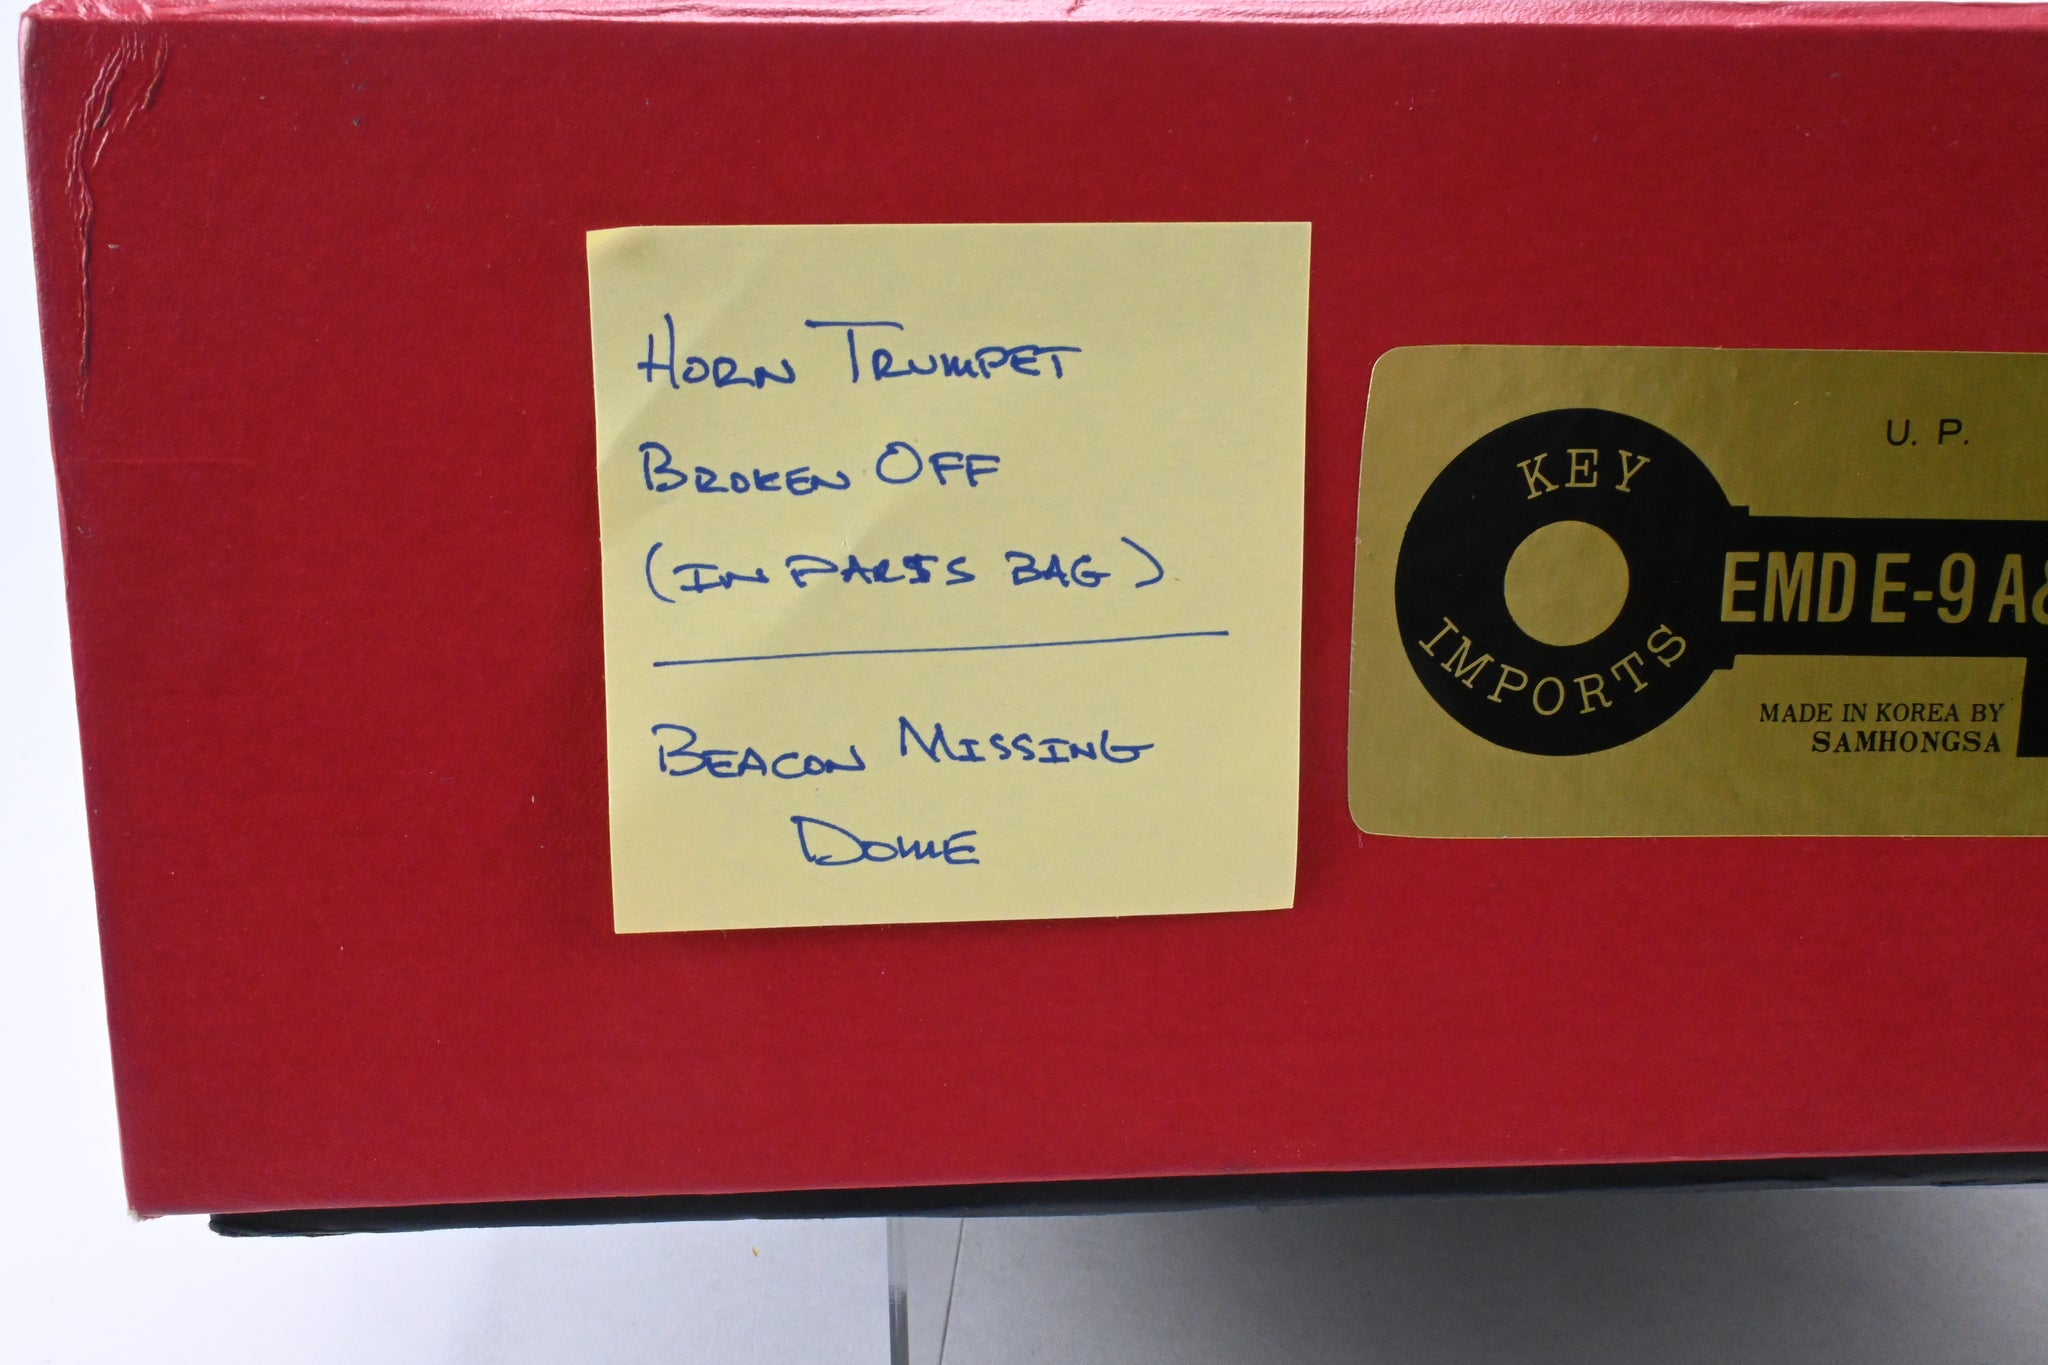 HORN TRUMPET
BROKEN OFF
(IN PARTS BAG)
BEACON MISSING
DOME
KEY
IMPORTS
U. P.
EMD E-9 A&
MADE IN KOREA BY
SAMHONGSA